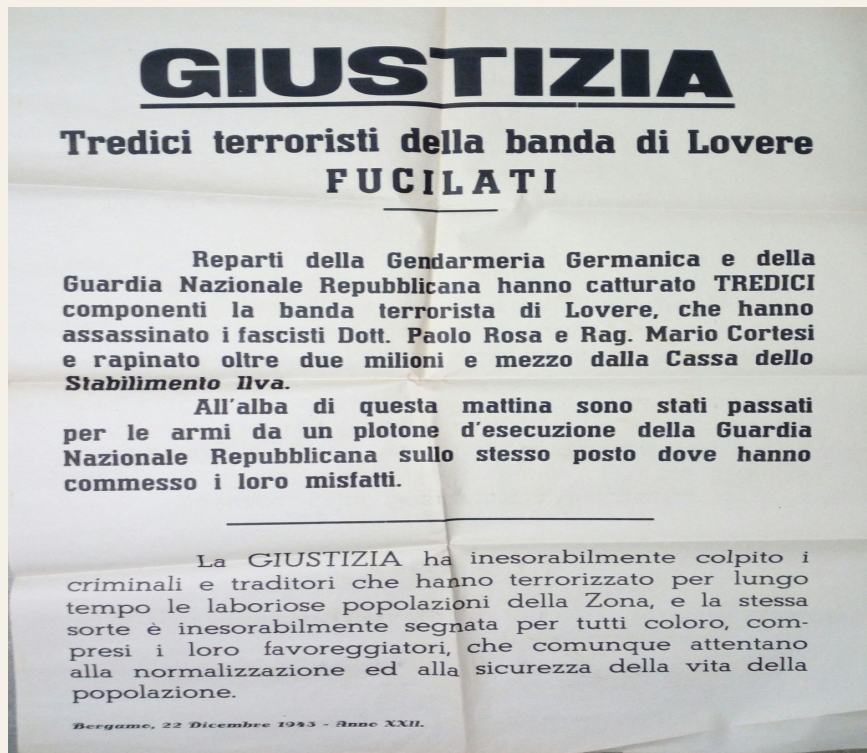 GIUSTIZIA
Tredici terroristi della banda di Lovere
FUCILATI
Reparti della Gendarmeria Germanica e della
Guardia Nazionale Repubblicana hanno catturato TREDICI
componenti la banda terrorista di Lovere, che hanno
assassinato i fascisti Dott. Paolo Rosa e Rag. Mario Cortesi
e rapinato oltre due milioni e mezzo dalla Cassa dello
Stabilimento Ilva.
All'alba di questa mattina sono stati passati
per le armi da un plotone d'esecuzione della Guardia
Nazionale Repubblicana sullo stesso posto dove hanno
commesso i loro misfatti.
La GIUSTIZIA ha inesorabilmente colpito i
criminali e traditori che hanno terrorizzato per lungo
tempo le laboriose popolazioni della Zona, e la stessa
sorte è inesorabilmente segnata per tutti coloro, com-
presi i loro favoreggiatori, che comunque attentano
alla normalizzazione ed alla sicurezza della vita della
popolazione.
Bergamo, 22 Dicembre 1943 - Anno XXII.